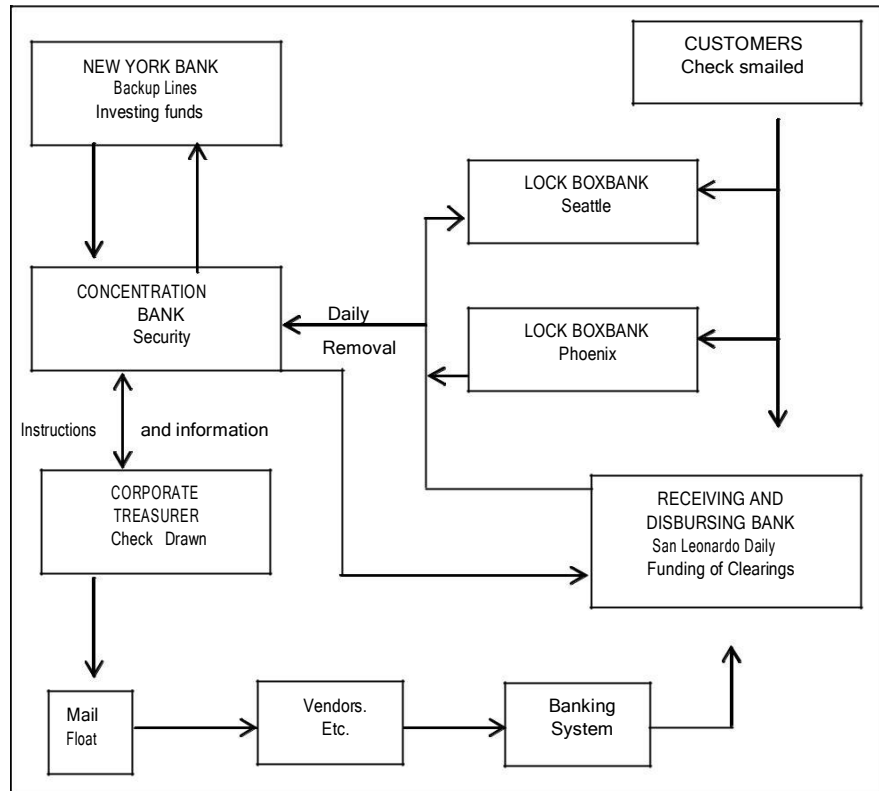 NEW YORK BANK
Backup Lines
Investing funds
CUSTOMERS
Check smailed
LOCK BOXBANK
Seattle
CONCENTRATION
BANK
Security
Daily
Removal
LOCK BOXBANK
Phoenix
Instructions and information
CORPORATE
TREASURER
Check Drawn
RECEIVING AND
DISBURSING BANK
San Leonardo Daily
Funding of Clearings
Mail
Float
Vendors.
Etc.
Banking
System